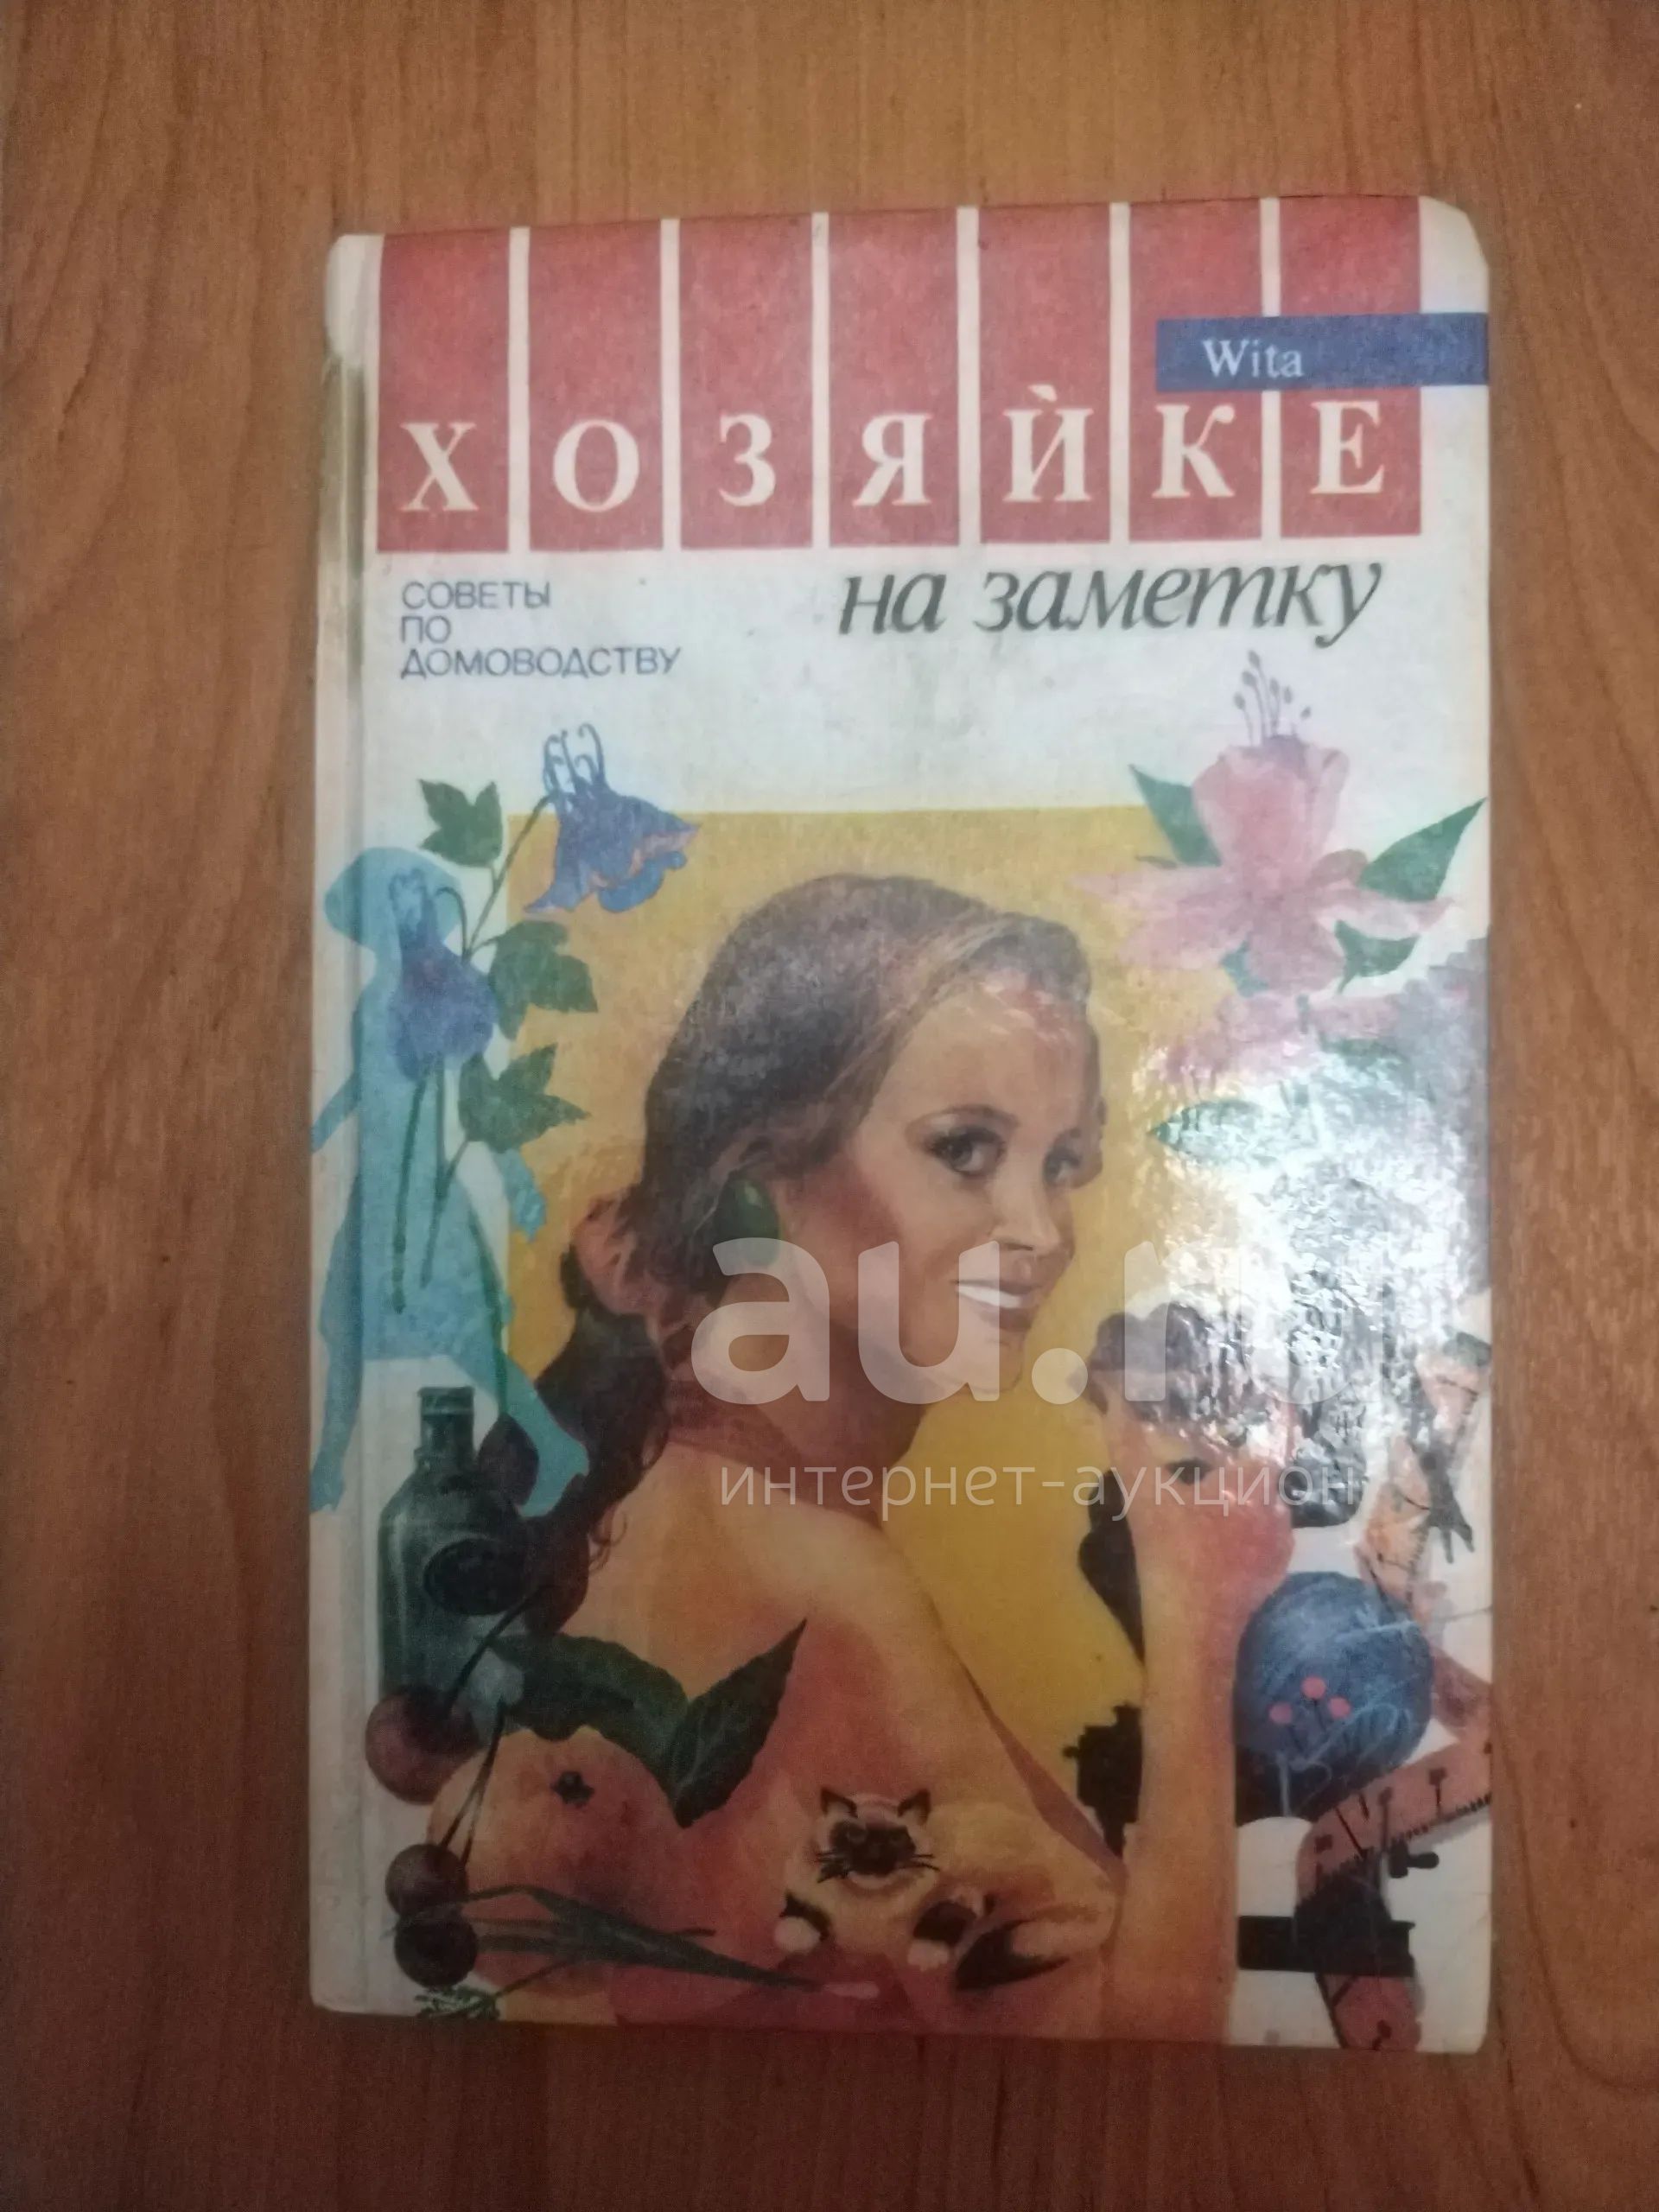 Wita
ХОЗЯЙКЕ
на заметку
СОВЕТЫ
ПО
ДОМОВОДСТВУ
au.ru
интернет-аукцион